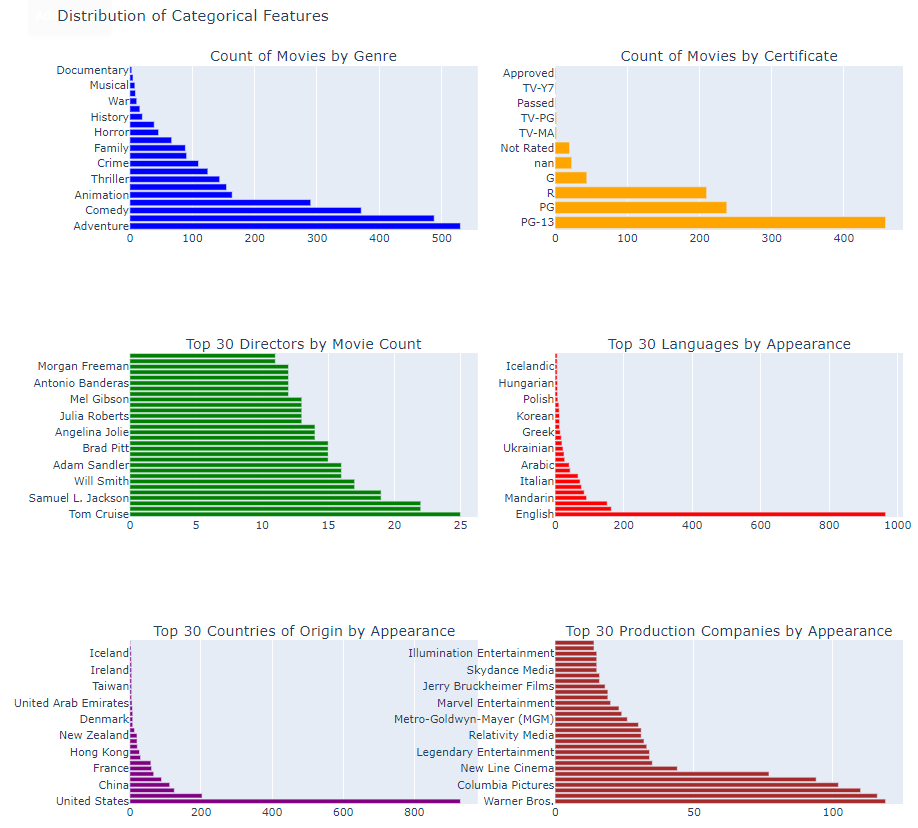 Distribution of Categorical Features
Count of Movies by Genre
Documentary
Musical
War
History
Horror
Family
Crime
Thriller
Animation
Comedy
Adventure
0 100 200 300 400 500
Count of Movies by Certificate
Approved
TV-Y7
Passed
TV-PG
TV-MA
Not Rated
nan
G
R
PG
PG-13
0 100 200 300 400
Top 30 Directors by Movie Count
Morgan Freeman
Antonio Banderas
Mel Gibson
Julia Roberts
Angelina Jolie
Brad Pitt
Adam Sandler
Will Smith
Samuel L. Jackson
Tom Cruise
0 5 10 15 20 25
Top 30 Languages by Appearance
Icelandic
Hungarian
Polish
Korean
Greek
Ukrainian
Arabic
Italian
Mandarin
English
0 200 400 600 800 1000
Top 30 Countries of Origin by Appearance
Iceland
Ireland
Taiwan
United Arab Emirates
Denmark
New Zealand
Hong Kong
France
China
United States
0 200 400 600 800
Top 30 Production Companies by Appearance
Illumination Entertainment
Skydance Media
Jerry Bruckheimer Films
Marvel Entertainment
Metro-Goldwyn-Mayer (MGM)
Relativity Media
Legendary Entertainment
New Line Cinema
Columbia Pictures
Warner Bros.
0 50 100